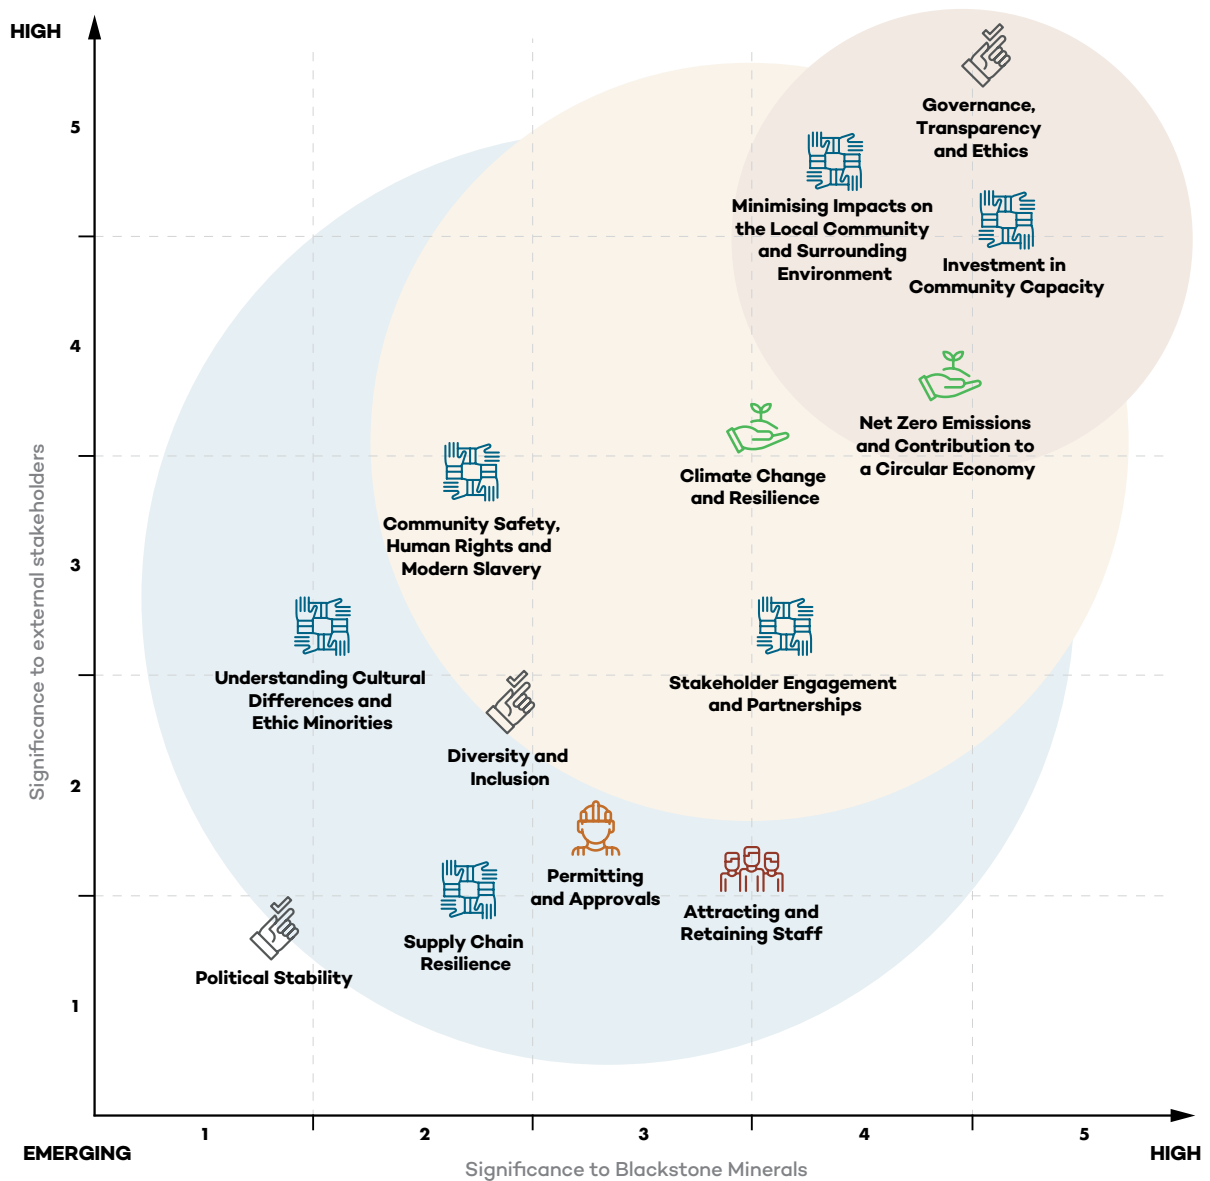 HIGH
5
4
3
2
1
Significance to external stakeholders
Governance,
Transparency
and Ethics
Minimising Impacts on
the Local Community
and Surrounding
Environment
Investment in
Community Capacity
Net Zero Emissions
and Contribution to
a Circular Economy
Climate Change
and Resilience
Community Safety,
Human Rights and
Modern Slavery
Understanding Cultural
Differences and
Ethic Minorities
Stakeholder Engagement
and Partnerships
Diversity and
Inclusion
Permitting
and Approvals
Attracting and
Retaining Staff
Supply Chain
Resilience
Political Stability
1
2
3
4
5
EMERGING
HIGH
Significance to Blackstone Minerals